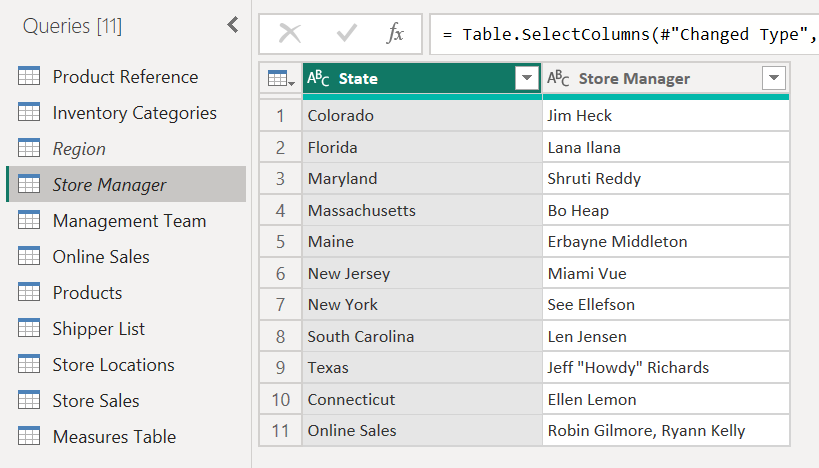 Queries [11]
Product Reference
Inventory Categories
Region
Store Manager
Management Team
Online Sales
Products
Shipper List
Store Locations
Store Sales
Measures Table
fx = Table.SelectColumns(#"Changed Type",
ABC State ABC Store Manager
1 Colorado Jim Heck
2 Florida Lana Ilana
3 Maryland Shruti Reddy
4 Massachusetts Bo Heap
5 Maine Erbayne Middleton
6 New Jersey Miami Vue
7 New York See Ellefson
8 South Carolina Len Jensen
9 Texas Jeff "Howdy" Richards
10 Connecticut Ellen Lemon
11 Online Sales Robin Gilmore, Ryann Kelly